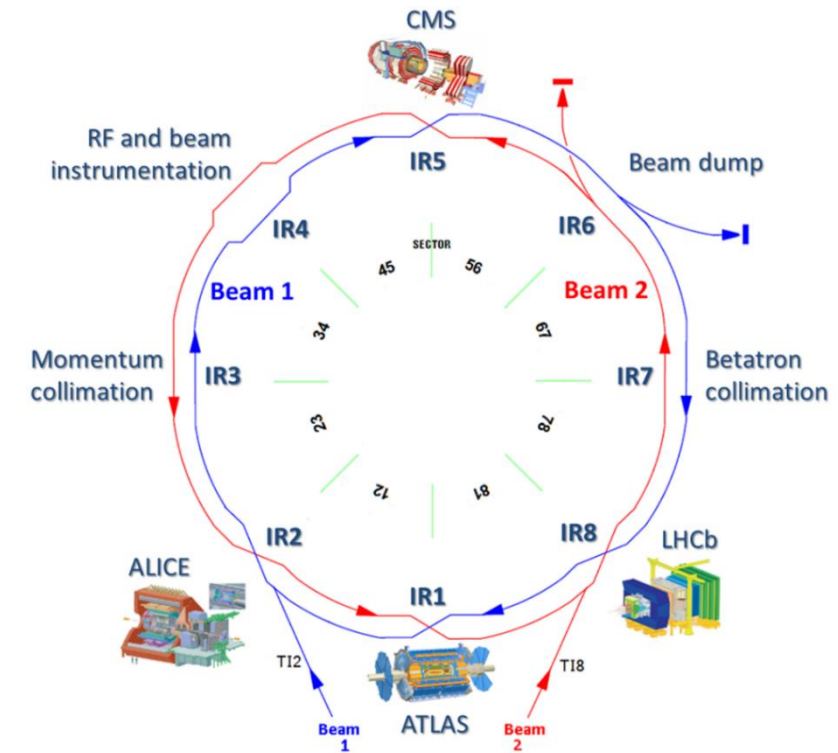 CMS
RF and beam
instrumentation
IR5
Beam dump
IR4
IR6
SECTOR
45
56
Beam 1
Beam 2
34
67
Momentum
collimation
IR3
IR7
Betatron
collimation
23
78
12
81
IR2
IR8
ALICE
LHCb
IR1
TI2
TI8
ATLAS
Beam
1
Beam
2